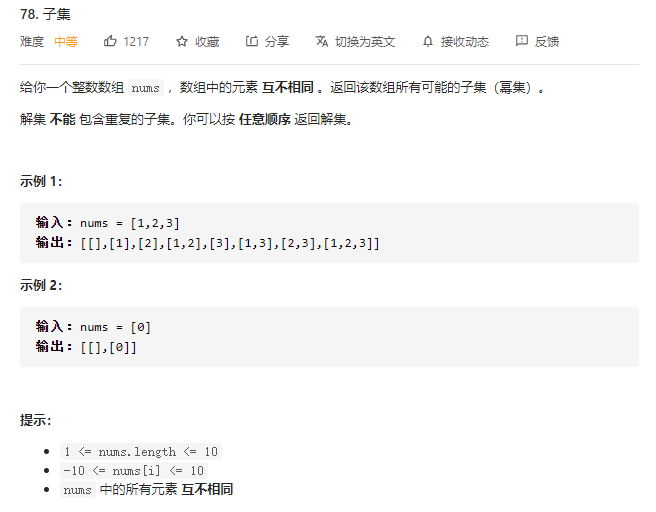 78. 子集
难度 中等 1217 收藏 分享 切换为英文 接收动态 反馈
给你一个整数数组 nums ，数组中的元素 互不相同 。返回该数组所有可能的子集（幂集）。
解集 不能 包含重复的子集。你可以按 任意顺序 返回解集。
示例 1：
输入：nums = [1,2,3]
输出：[[],[1],[2],[1,2],[3],[1,3],[2,3],[1,2,3]]
示例 2：
输入：nums = [0]
输出：[[],[0]]
提示：
1 <= nums.length <= 10
-10 <= nums[i] <= 10
nums 中的所有元素 互不相同